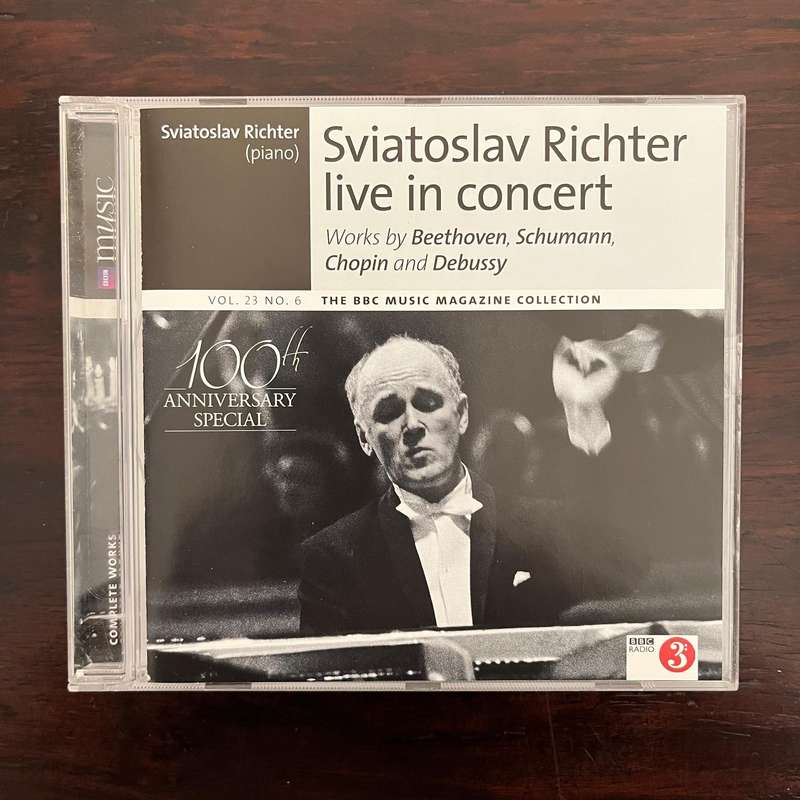 BBC music
COMPLETE WORKS
Sviatoslav Richter
(piano)
Sviatoslav Richter
live in concert
Works by Beethoven, Schumann,
Chopin and Debussy
VOL. 23 NO. 6 THE BBC MUSIC MAGAZINE COLLECTION
100th
ANNIVERSARY
SPECIAL
BBC
RADIO
3